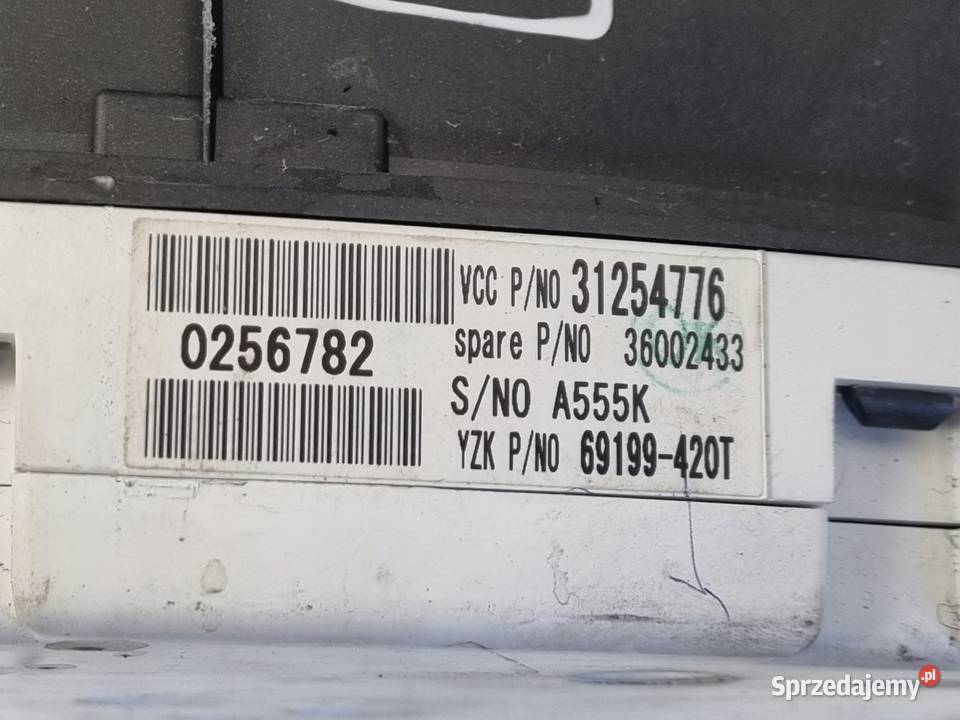 VCC P/NO 31254776
0256782
spare P/NO 36002433
S/NO A555K
YZK P/NO 69199-420T
Sprzedajemy.pl